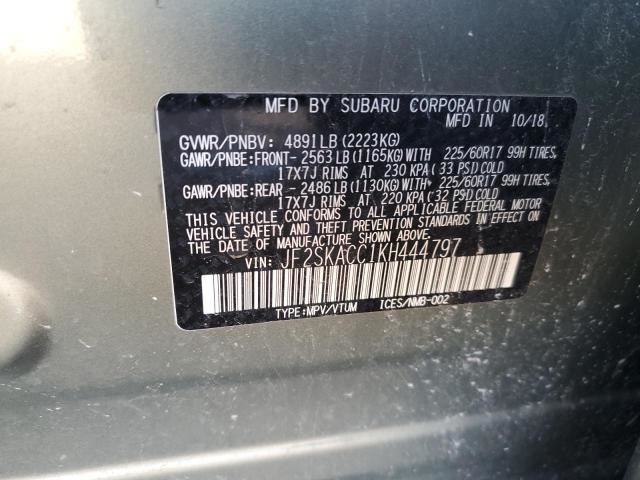 MFD BY SUBARU CORPORATION
MFD IN 10/18
GVWR/PNBV: 4891LB(2223KG)
GAWR/PNBE:FRONT- 2563LB(1165KG)WITH 225/60R17 99H TIRES,
17X7J RIMS AT 230 KPA(33 PSI)COLD
GAWR/PNBE:REAR - 2486LB(1130KG)WITH 225/60R17 99H TIRES,
17X7J RIMS AT 220 KPA(32 PSI)COLD
THIS VEHICLE CONFORMS TO ALL APPLICABLE FEDERAL MOTOR
VEHICLE SAFETY AND THEFT PREVENTION STANDARDS IN EFFECT ON
THE DATE OF MANUFACTURE SHOWN ABOVE.
VIN: JF2SKACC1KH444797
TYPE:MPV/VTUM ICES/NMB-002